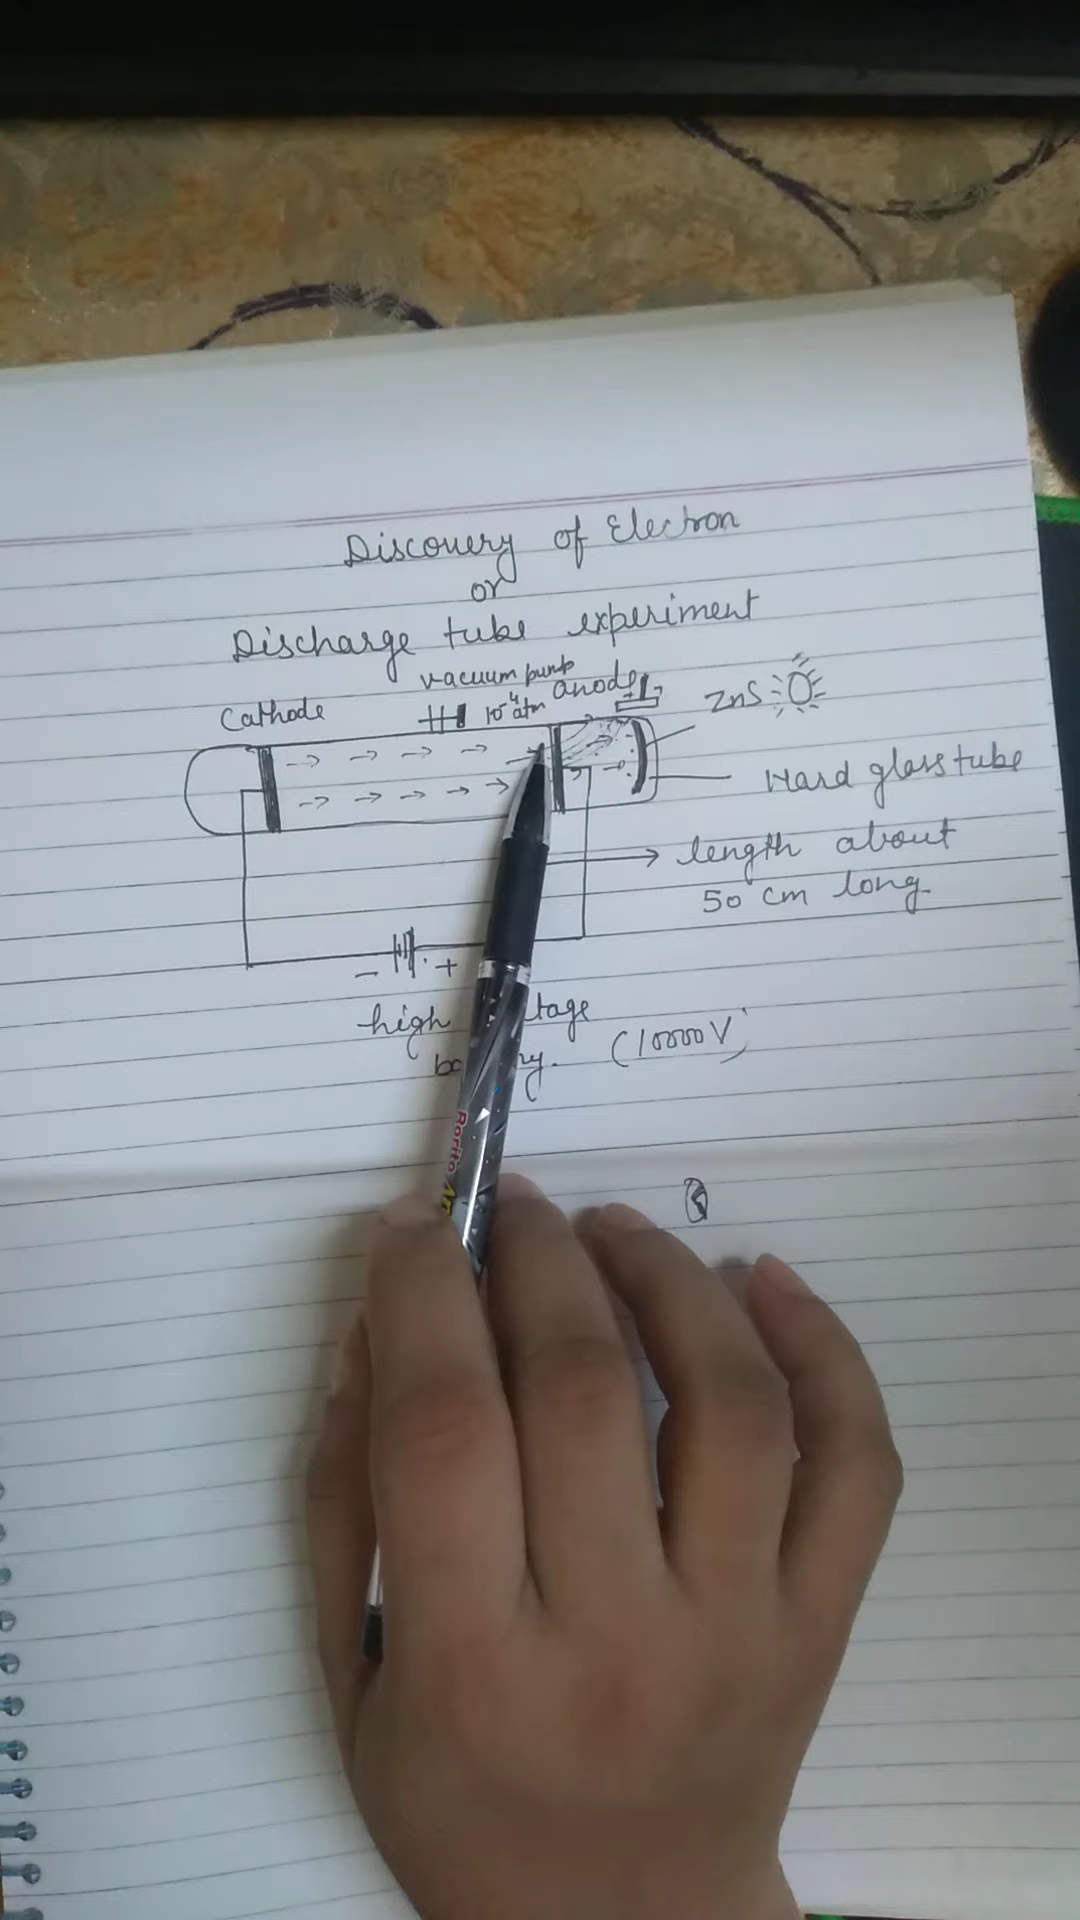 Discovery of Electron
or
Discharge tube experiment
vacuum pump
Cathode
10⁻⁴ atm
anode
ZnS
Hard glass tube
length about
50 cm long
- +
high tage
(10000V)
Rorito